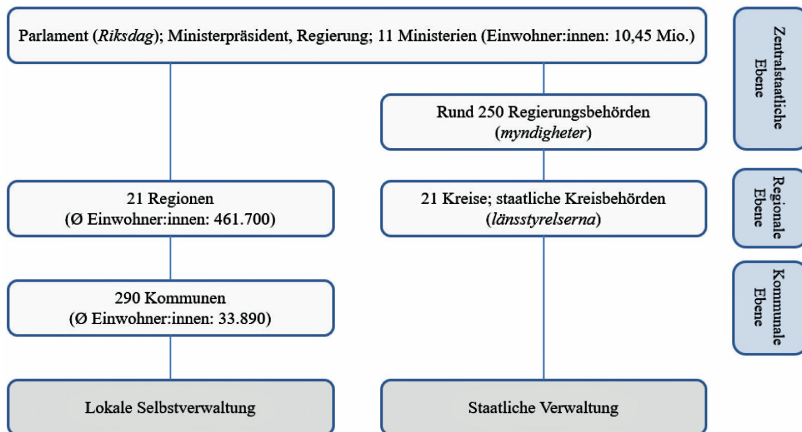 Parlament (Riksdag); Ministerpräsident, Regierung; 11 Ministerien (Einwohner:innen: 10,45 Mio.)
Zentralstaatliche
Ebene
Rund 250 Regierungsbehörden
(myndigheter)
21 Regionen
(Ø Einwohner:innen: 461.700)
21 Kreise; staatliche Kreisbehörden
(länsstyrelserna)
Regionale
Ebene
290 Kommunen
(Ø Einwohner:innen: 33.890)
Kommunale
Ebene
Lokale Selbstverwaltung
Staatliche Verwaltung